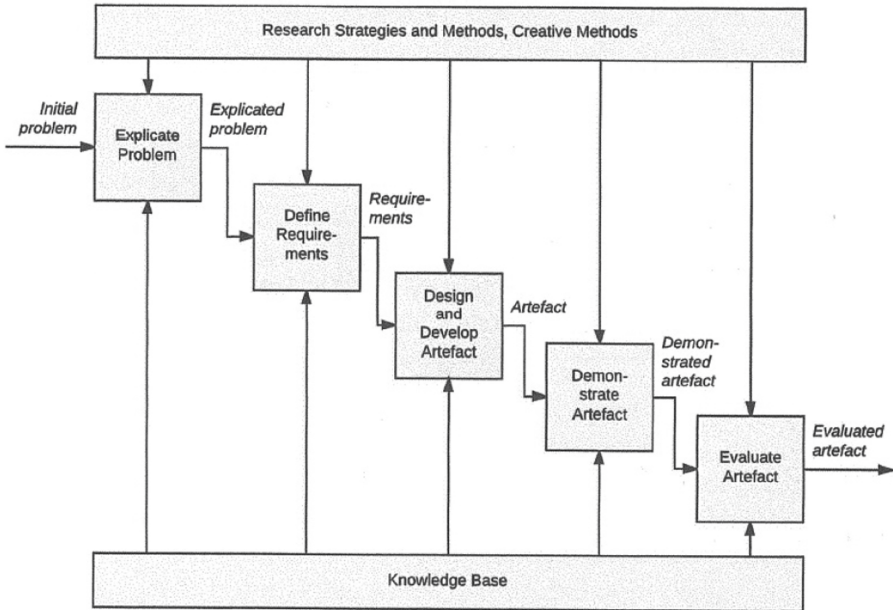 Research Strategies and Methods, Creative Methods
Initial
problem
Explicated
problem
Explicate
Problem
Define
Require-
ments
Require-
ments
Design
and
Develop
Artefact
Artefact
Demon-
strate
Artefact
Demon-
strated
artefact
Evaluate
Artefact
Evaluated
artefact
Knowledge Base